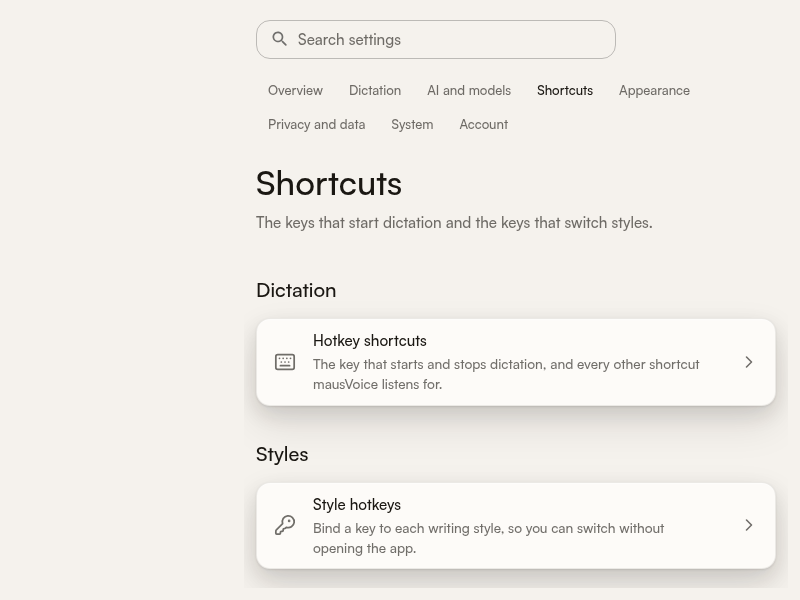 Search settings
Overview Dictation AI and models Shortcuts Appearance
Privacy and data System Account
Shortcuts
The keys that start dictation and the keys that switch styles.
Dictation
Hotkey shortcuts
The key that starts and stops dictation, and every other shortcut
mausVoice listens for.
Styles
Style hotkeys
Bind a key to each writing style, so you can switch without
opening the app.